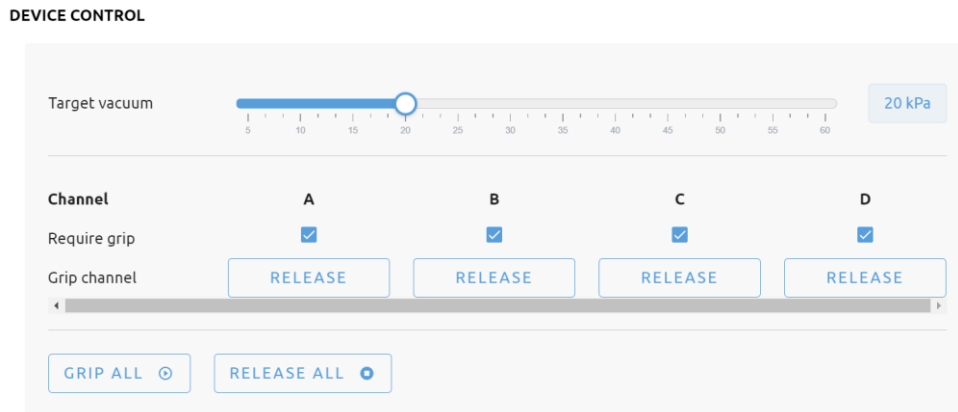 DEVICE CONTROL
Target vacuum
20 kPa
5 10 15 20 25 30 35 40 45 50 55 60
Channel A B C D
Require grip
Grip channel RELEASE RELEASE RELEASE RELEASE
GRIP ALL RELEASE ALL